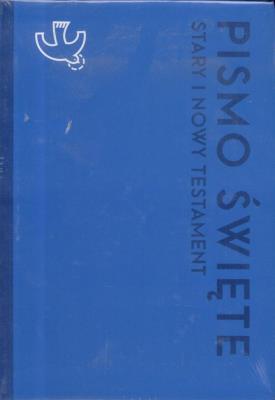 PISMO ŚWIĘTE
STARY I NOWY TESTAMENT